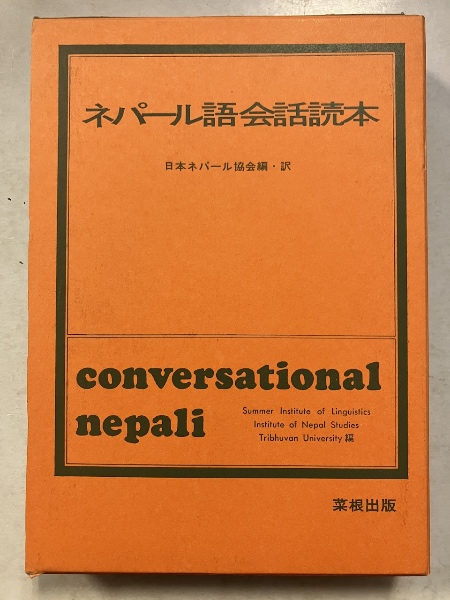 ネパール語会話読本
日本ネパール協会編・訳
conversational
nepali
Summer Institute of Linguistics
Institute of Nepal Studies
Tribhuvan University 編
菜根出版